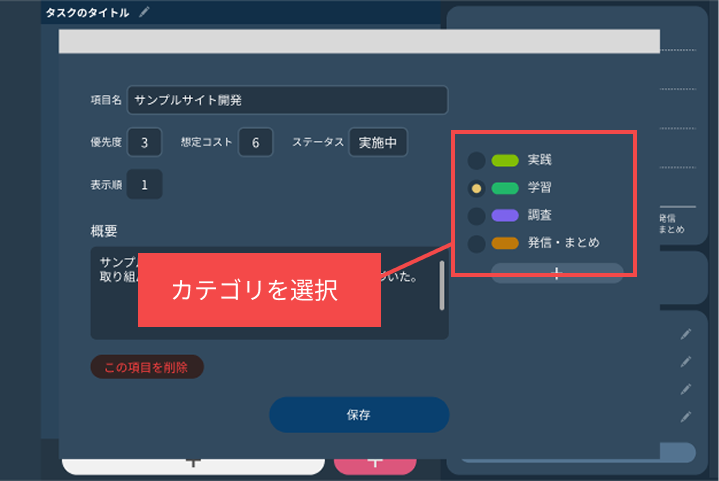 タスクのタイトル
項目名 サンプルサイト開発
優先度 3 想定コスト 6 ステータス 実施中
表示順 1
実践
学習
調査
発信・まとめ
+
発信
まとめ
概要
サンプ
取り組
いた。
カテゴリを選択
この項目を削除
保存
+
+